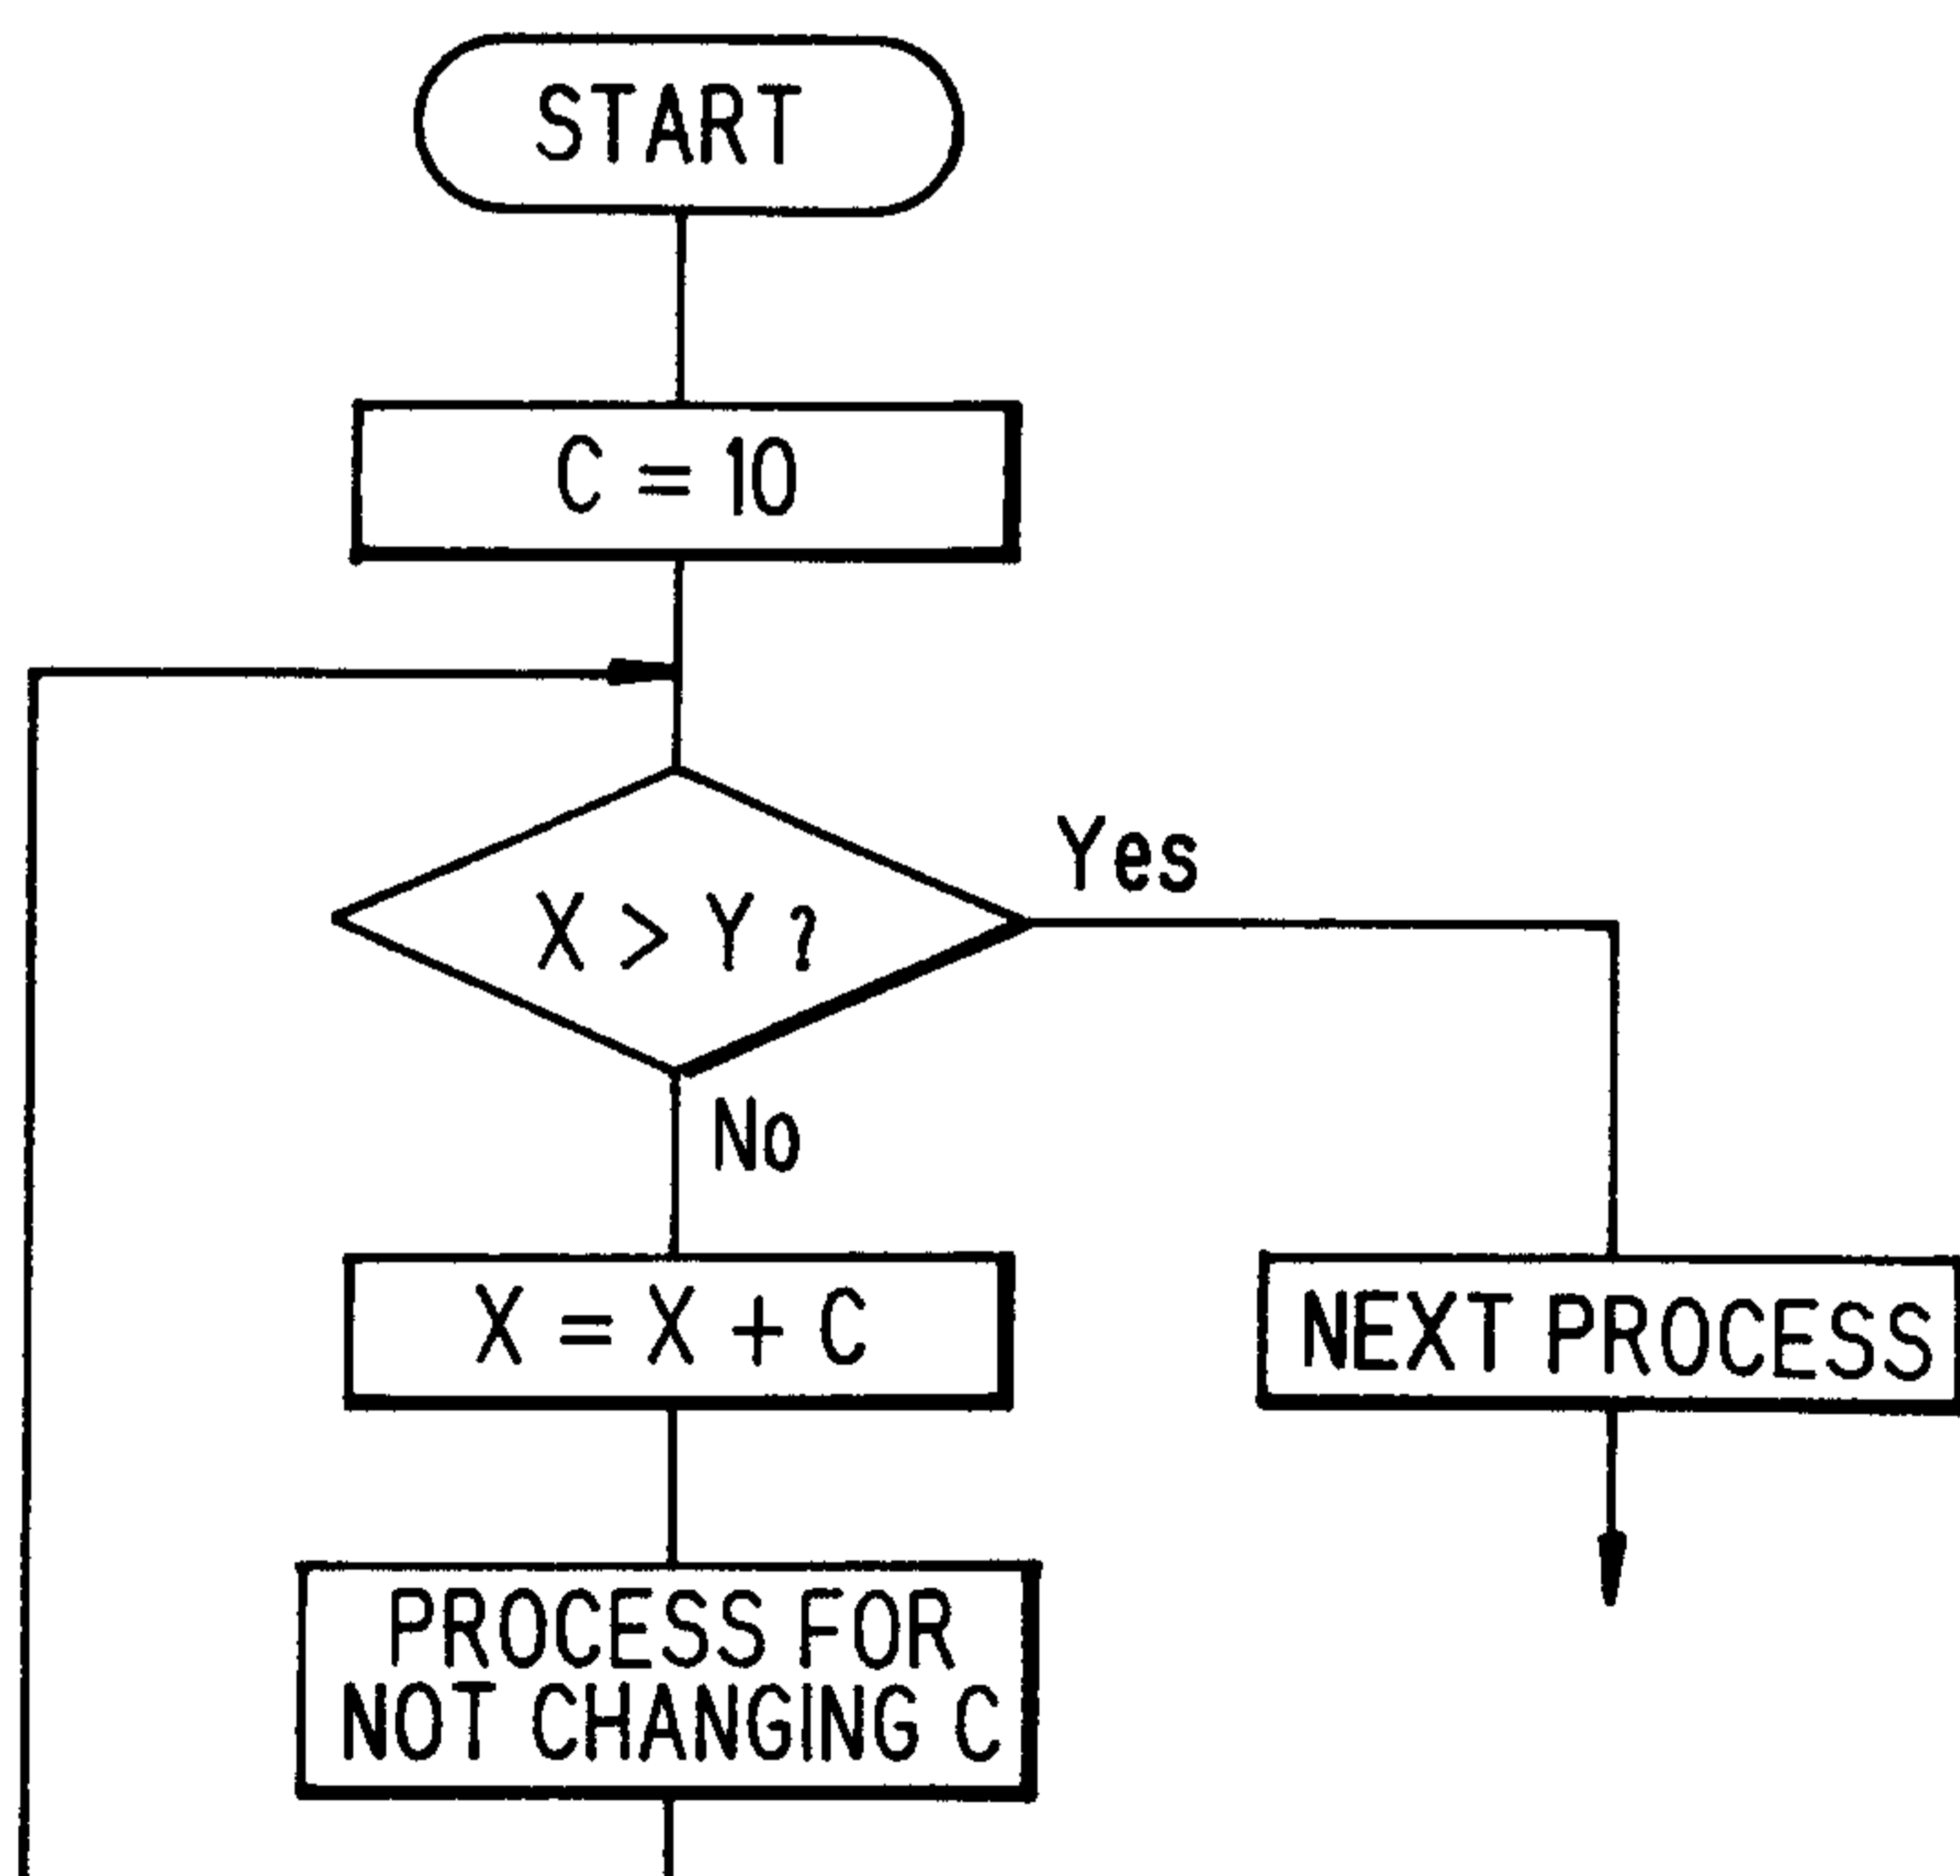 START
C = 10
X > Y ?
Yes
No
X = X + C
NEXT PROCESS
PROCESS FOR
NOT CHANGING C